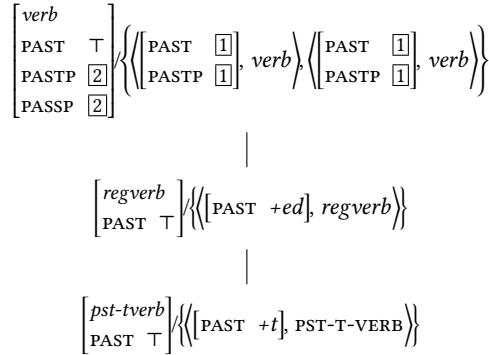 [verb PAST ⊤ PASTP [2] PASSP [2]]/{⟨[PAST [1] PASTP [1]], verb⟩, ⟨[PAST [1] PASTP [1]], verb⟩}
[regverb PAST ⊤]/{⟨[PAST +ed], regverb⟩}
[pst-tverb PAST ⊤]/{⟨[PAST +t], PST-T-VERB⟩}